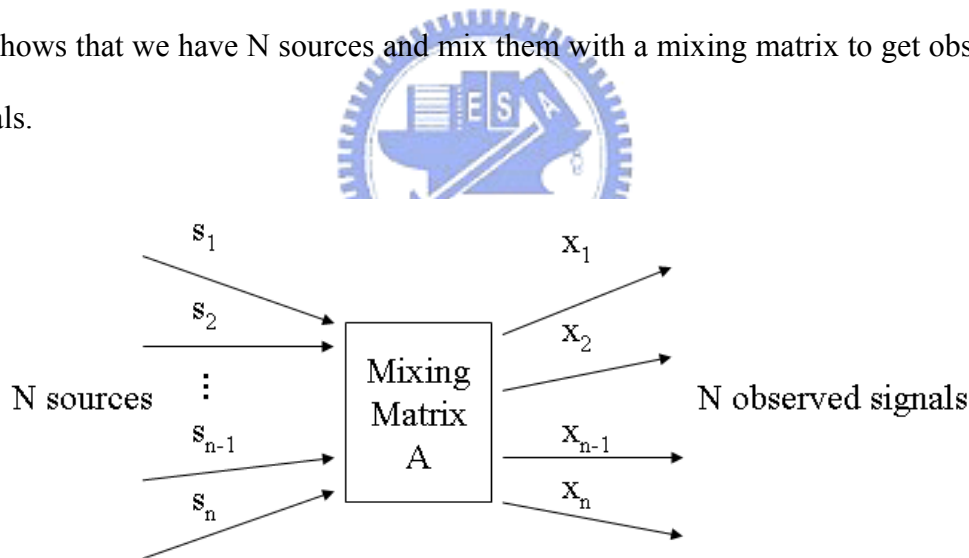 hows that we have N sources and mix them with a mixing matrix to get obs
als.
E S A
s1
x1
s2
x2
Mixing
N sources
⋮
N observed signals
Matrix
sn-1
xn-1
A
sn
xn